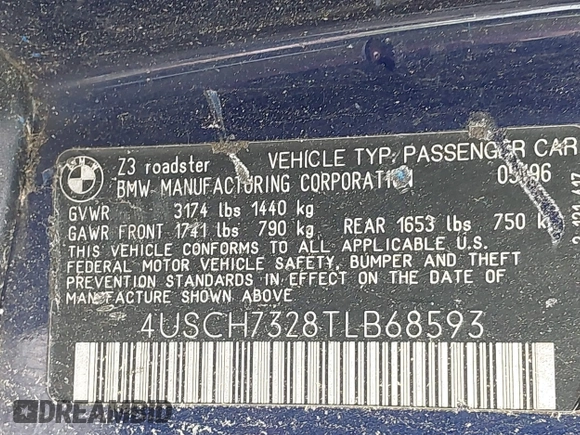 BMW
Z3 roadster VEHICLE TYP: PASSENGER CAR
BMW MANUFACTURING CORPORATION
GVWR 3174 lbs 1440 kg
GAWR FRONT 1741 lbs 790 kg REAR 1653 lbs 750 kg
THIS VEHICLE CONFORMS TO ALL APPLICABLE U.S.
FEDERAL MOTOR VEHICLE SAFETY, BUMPER AND THEFT
PREVENTION STANDARDS IN EFFECT ON THE DATE OF
MANUFACTURE SHOWN ABOVE
4USCH7328TLB68593
DREAMBID